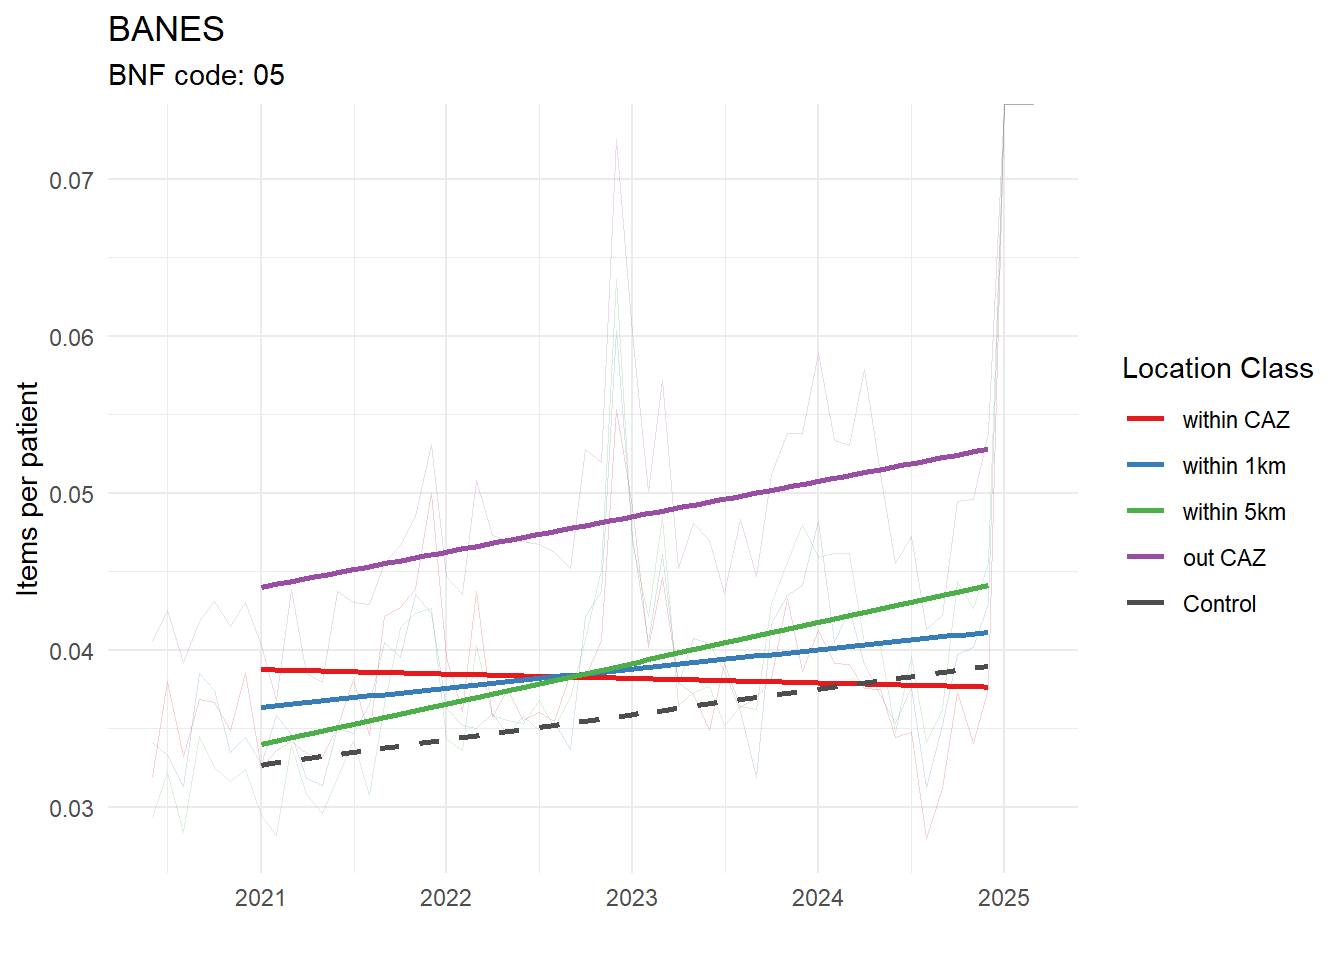 BANES
BNF code: 05
Items per patient
0.07
0.06
0.05
0.04
0.03
2021
2022
2023
2024
2025
Location Class
within CAZ
within 1km
within 5km
out CAZ
Control